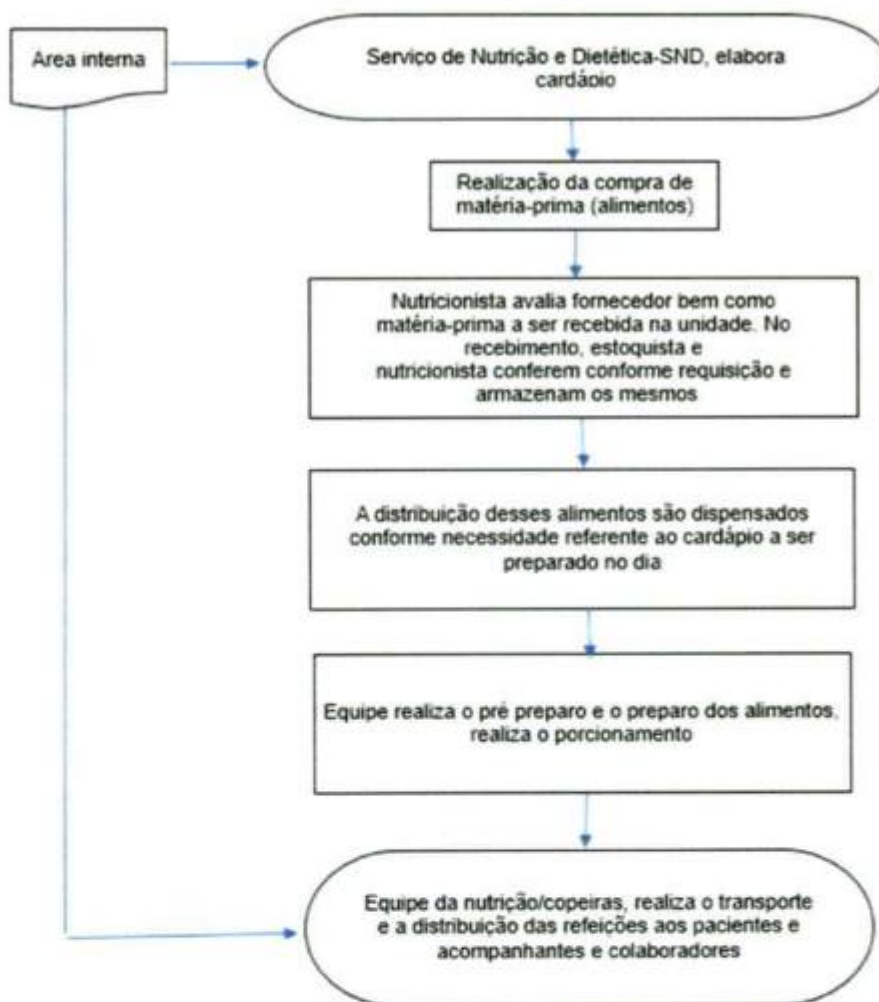 Area interna
Serviço de Nutrição e Dietética-SND, elabora
cardápio
Realização da compra de
matéria-prima (alimentos)
Nutricionista avalia fornecedor bem como
matéria-prima a ser recebida na unidade. No
recebimento, estoquista e
nutricionista conferem conforme requisição e
armazenam os mesmos
A distribuição desses alimentos são dispensados
conforme necessidade referente ao cardápio a ser
preparado no dia
Equipe realiza o pré preparo e o preparo dos alimentos,
realiza o porcionamento
Equipe da nutrição/copeiras, realiza o transporte
e a distribuição das refeições aos pacientes e
acompanhantes e colaboradores